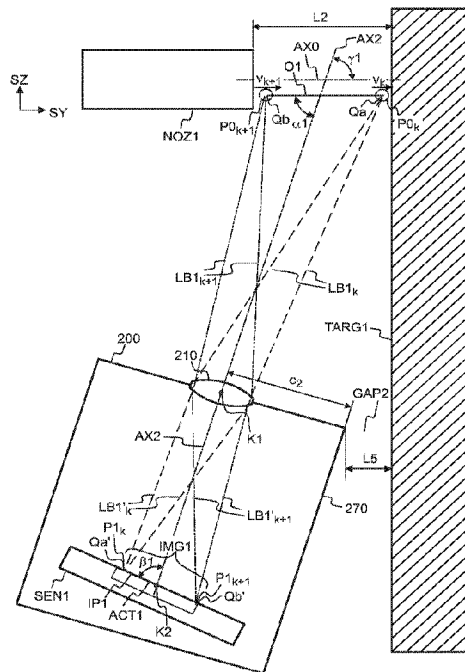 L2
AX2
SZ
AX0
γ1
O1
vk+1
vk
SY
NOZ1
Qb
α1
Qa
P0k
P0k+1
LB1k+1
LB1k
TARG1
200
210
c2
GAP2
K1
AX2
L5
LB1'k
LB1'k+1
270
IMG1
P1k
Qa'
β1
P1k+1
SEN1
IP1
Qb'
ACT1
K2